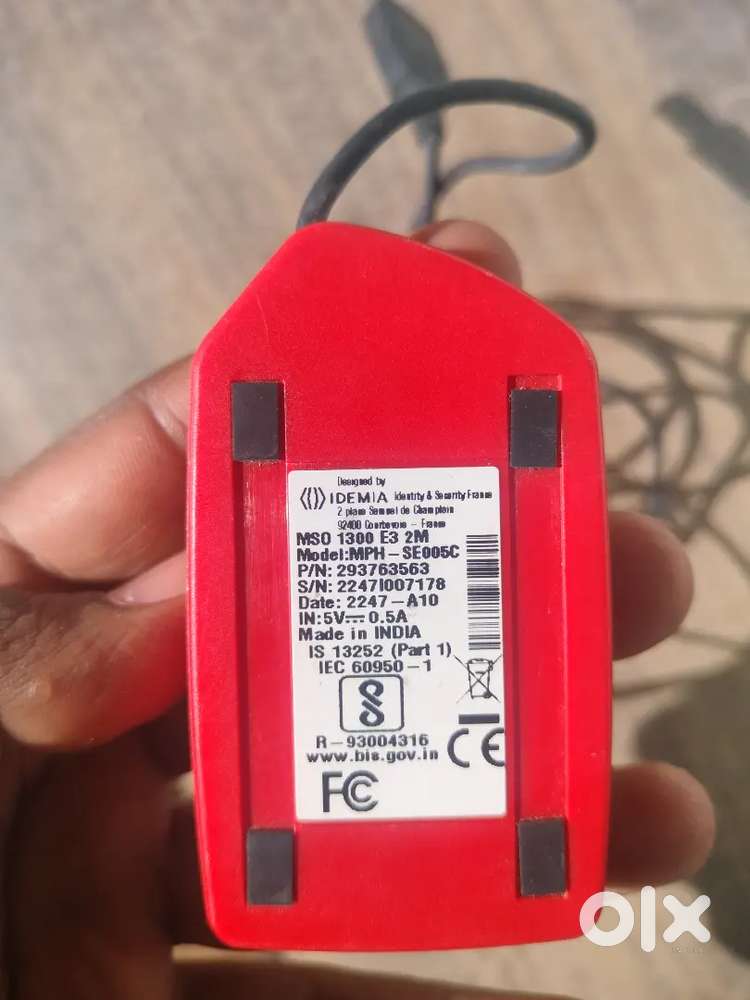 Designed by
IDEMIA Identity & Security France
2 place Samuel de Champlain
92400 Courbevoie - France
MSO 1300 E3 2M
Model:MPH-SE005C
P/N: 293763563
S/N: 2247I007178
Date: 2247-A10
IN:5V⎓0.5A
Made in INDIA
IS 13252 (Part 1)
IEC 60950-1
R-93004316
www.bis.gov.in
CE
FC
olx